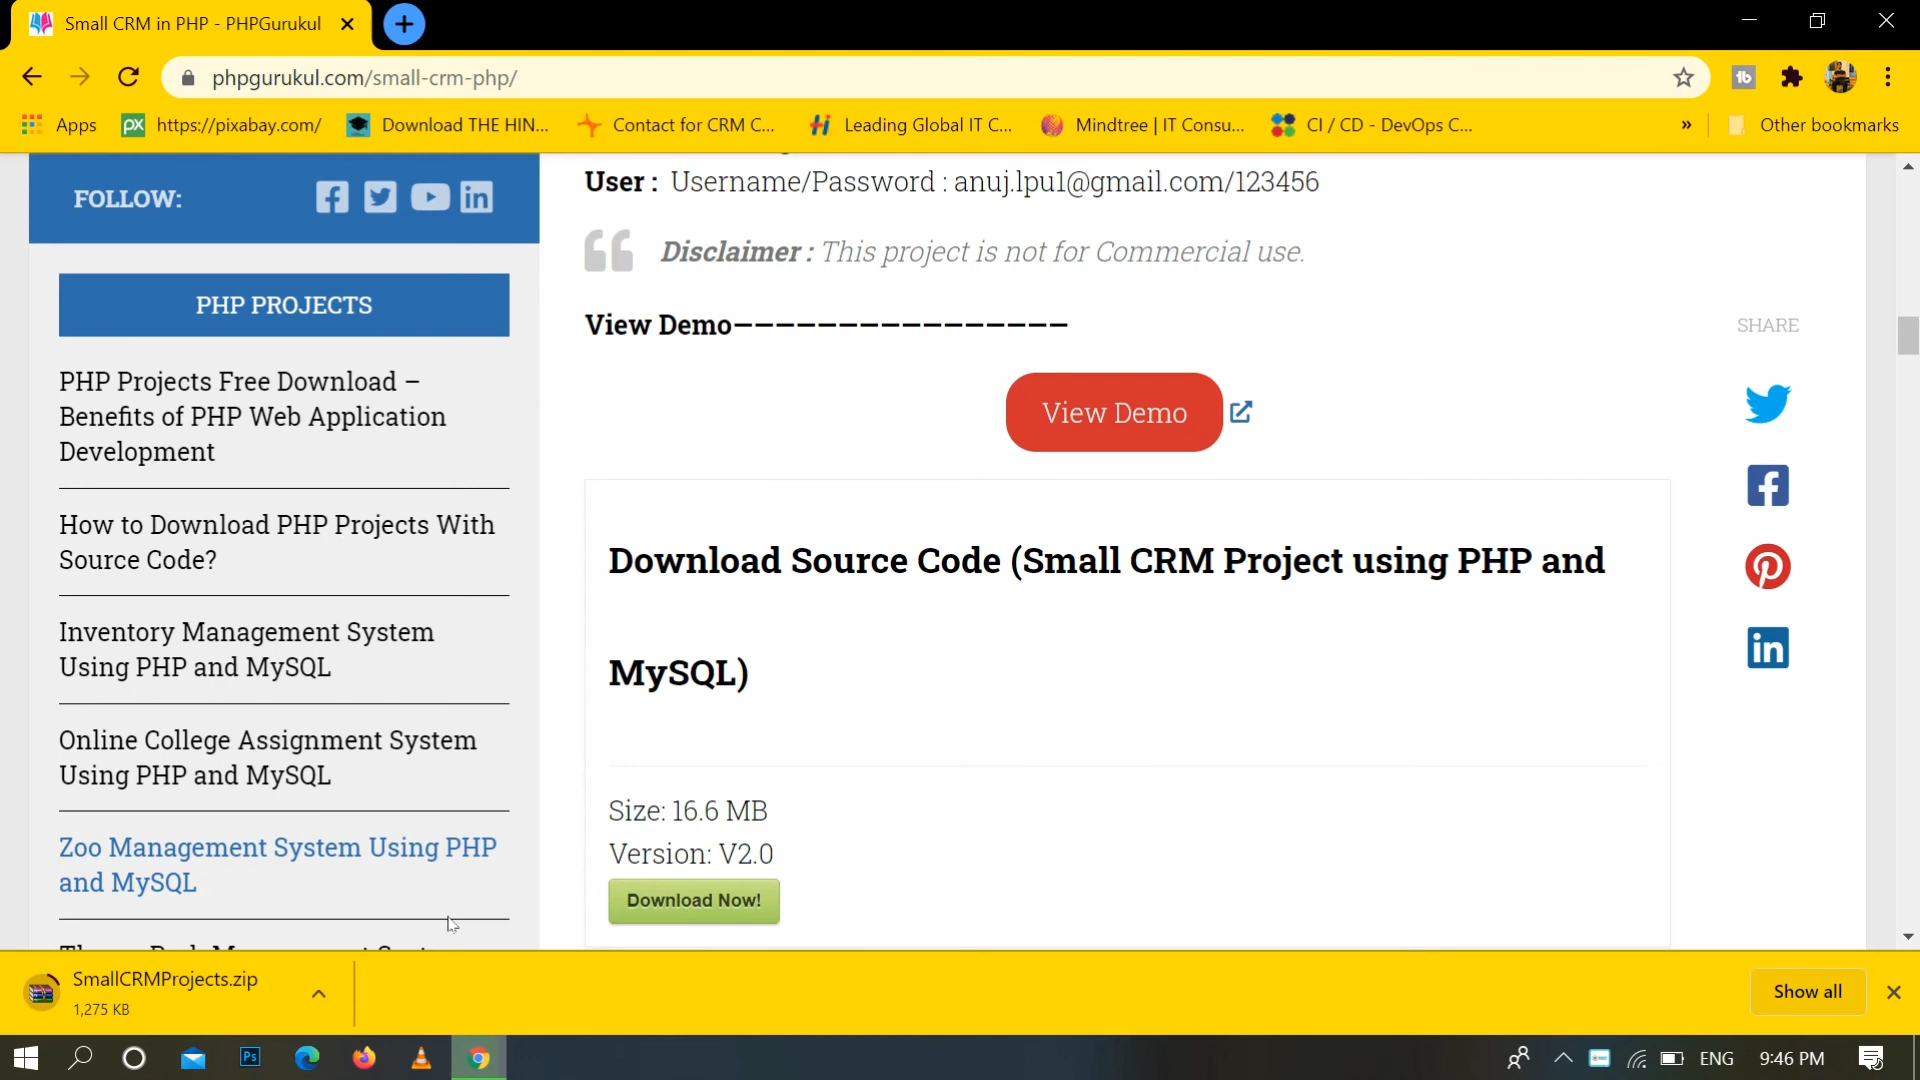 Small CRM in PHP - PHPGurukul
phpgurukul.com/small-crm-php/
Apps
https://pixabay.com/
Download THE HIN...
Contact for CRM C...
Leading Global IT C...
Mindtree | IT Consu...
CI / CD - DevOps C...
»
Other bookmarks
FOLLOW:
PHP PROJECTS
PHP Projects Free Download –
Benefits of PHP Web Application
Development
How to Download PHP Projects With
Source Code?
Inventory Management System
Using PHP and MySQL
Online College Assignment System
Using PHP and MySQL
Zoo Management System Using PHP
and MySQL
User : Username/Password : anuj.lpu1@gmail.com/123456
Disclaimer : This project is not for Commercial use.
View Demo————————————————
View Demo
Download Source Code (Small CRM Project using PHP and
MySQL)
Size: 16.6 MB
Version: V2.0
Download Now!
SHARE
SmallCRMProjects.zip
1,275 KB
Show all
Ps
ENG
9:46 PM